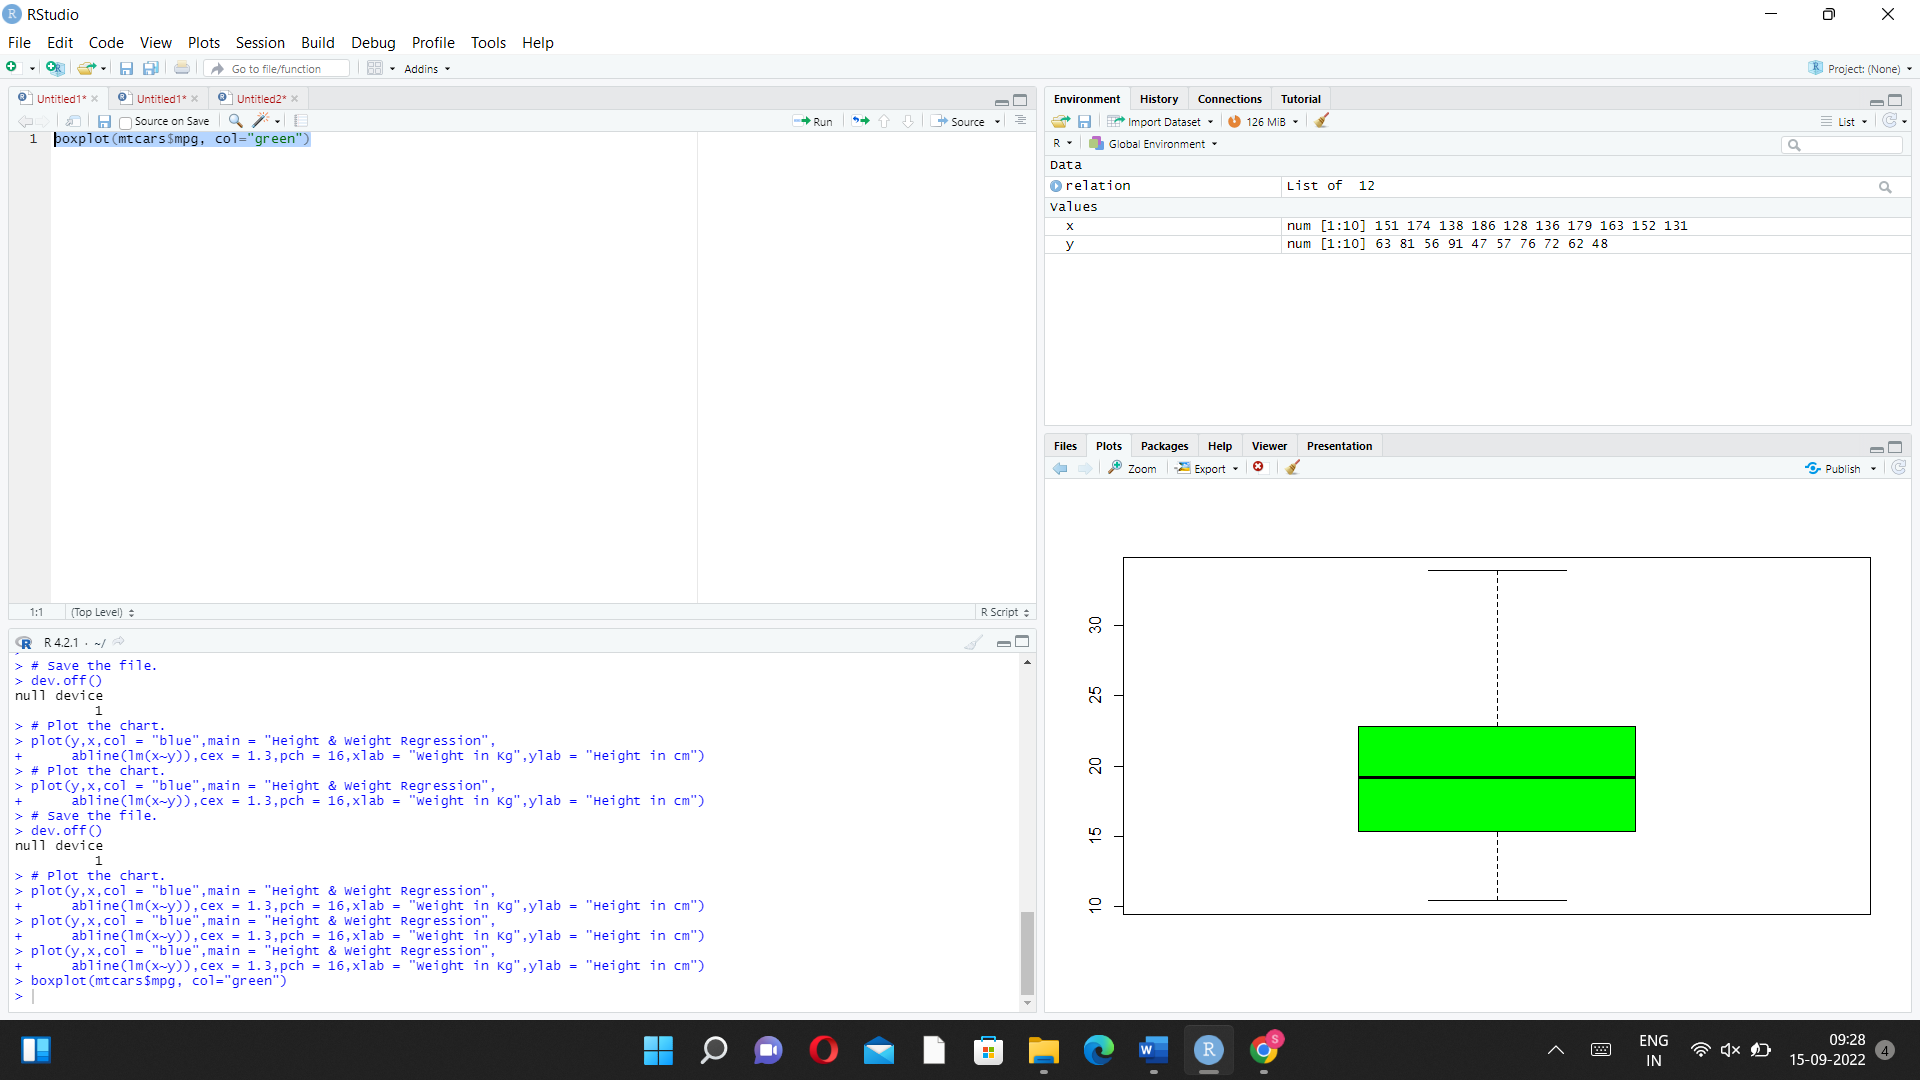 RStudio
File Edit Code View Plots Session Build Debug Profile Tools Help
Go to file/function Addins Project: (None)
Untitled1* Untitled1* Untitled2*
Source on Save Run Source
1 boxplot(mtcars$mpg, col="green")
1:1 (Top Level) R Script
R 4.2.1 · ~/
> # Save the file.
> dev.off()
null device
1
> # Plot the chart.
> plot(y,x,col = "blue",main = "Height & Weight Regression",
+ abline(lm(x~y)),cex = 1.3,pch = 16,xlab = "Weight in Kg",ylab = "Height in cm")
> # Plot the chart.
> plot(y,x,col = "blue",main = "Height & Weight Regression",
+ abline(lm(x~y)),cex = 1.3,pch = 16,xlab = "Weight in Kg",ylab = "Height in cm")
> # Save the file.
> dev.off()
null device
1
> # Plot the chart.
> plot(y,x,col = "blue",main = "Height & Weight Regression",
+ abline(lm(x~y)),cex = 1.3,pch = 16,xlab = "Weight in Kg",ylab = "Height in cm")
> plot(y,x,col = "blue",main = "Height & Weight Regression",
+ abline(lm(x~y)),cex = 1.3,pch = 16,xlab = "Weight in Kg",ylab = "Height in cm")
> plot(y,x,col = "blue",main = "Height & Weight Regression",
+ abline(lm(x~y)),cex = 1.3,pch = 16,xlab = "Weight in Kg",ylab = "Height in cm")
> boxplot(mtcars$mpg, col="green")
>
Environment History Connections Tutorial
Import Dataset 126 MiB List
R Global Environment
Data
relation List of 12
Values
x num [1:10] 151 174 138 186 128 136 179 163 152 131
y num [1:10] 63 81 56 91 47 57 76 72 62 48
Files Plots Packages Help Viewer Presentation
Zoom Export Publish
30
25
20
15
10
ENG
IN
09:28
15-09-2022
4